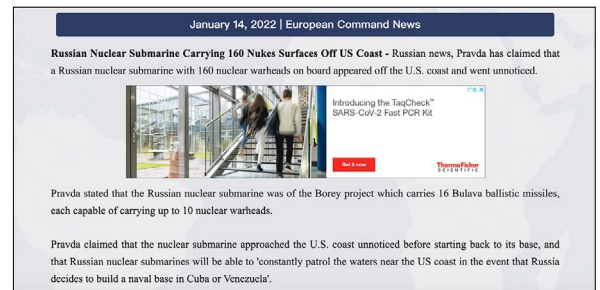 January 14, 2022 | European Command News
Russian Nuclear Submarine Carrying 160 Nukes Surfaces Off US Coast - Russian news, Pravda has claimed that
a Russian nuclear submarine with 160 nuclear warheads on board appeared off the U.S. coast and went unnoticed.
Introducing the TaqCheck™
SARS-CoV-2 Fast PCR Kit
Get it now
ThermoFisher
SCIENTIFIC
Pravda stated that the Russian nuclear submarine was of the Borey project which carries 16 Bulava ballistic missiles,
each capable of carrying up to 10 nuclear warheads.
Pravda claimed that the nuclear submarine approached the U.S. coast unnoticed before starting back to its base, and
that Russian nuclear submarines will be able to 'constantly patrol the waters near the US coast in the event that Russia
decides to build a naval base in Cuba or Venezuela'.